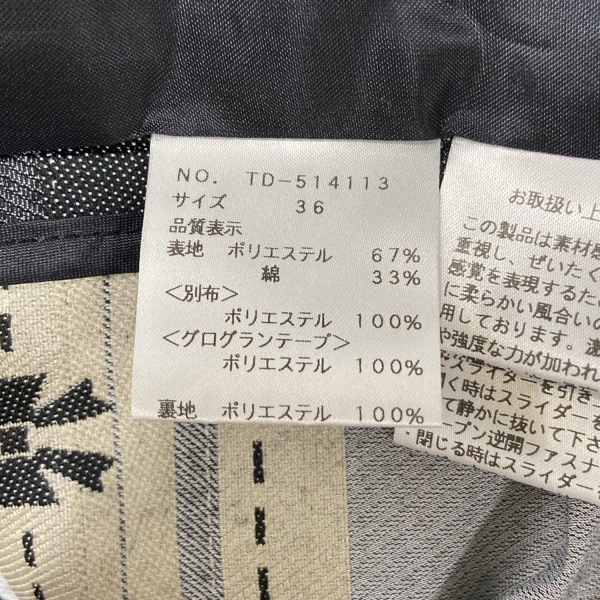 NO. TD-514113
サイズ 36
品質表示
表地 ポリエステル 67%
綿 33%
<別布>
ポリエステル 100%
<グログランテープ>
ポリエステル 100%
裏地 ポリエステル 100%
お取扱い上
この製品は素材感
重視し、ぜいたく
感覚を表現するため
に柔らかい風合いの
用しております。激
や強度な力が加われ
スライダーを引き
く時はスライダーを
て静かに抜いて下さ
ープン逆開ファスナ
閉じる時はスライダー